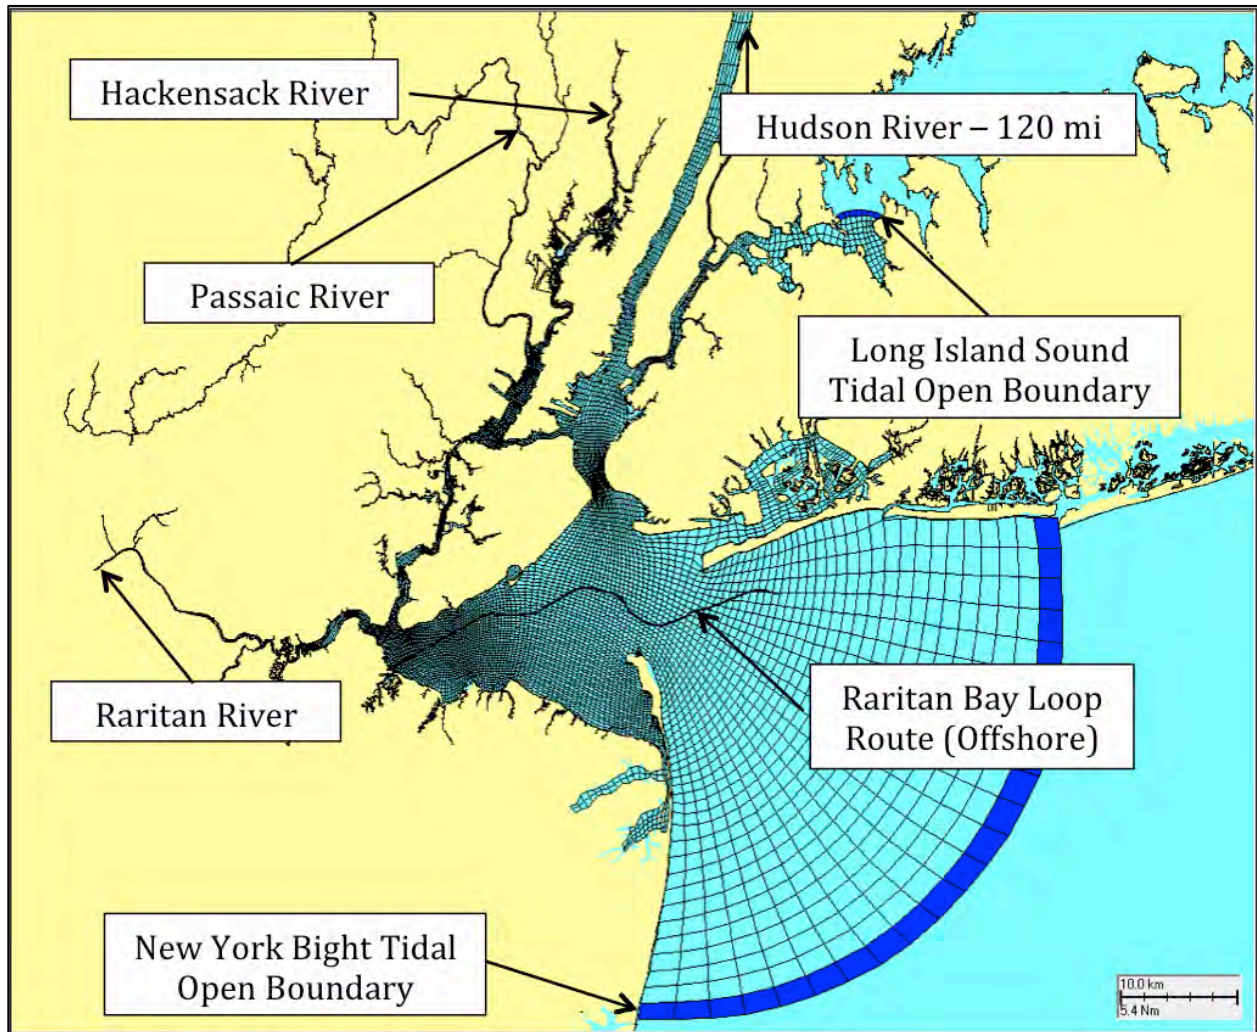 Hackensack River
Hudson River – 120 mi
Passaic River
Long Island Sound
Tidal Open Boundary
Raritan River
Raritan Bay Loop
Route (Offshore)
New York Bight Tidal
Open Boundary
10.0 km
5.4 Nm